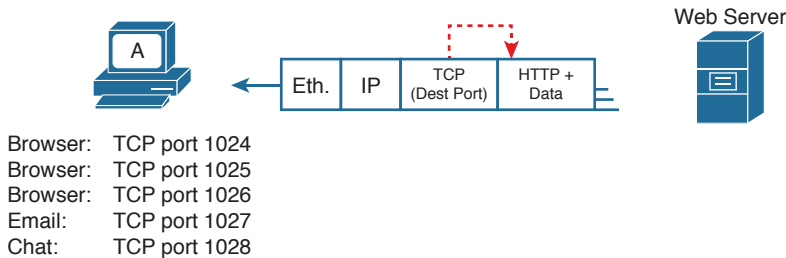 Web Server
A
Eth.
IP
TCP
(Dest Port)
HTTP +
Data
Browser: TCP port 1024
Browser: TCP port 1025
Browser: TCP port 1026
Email: TCP port 1027
Chat: TCP port 1028